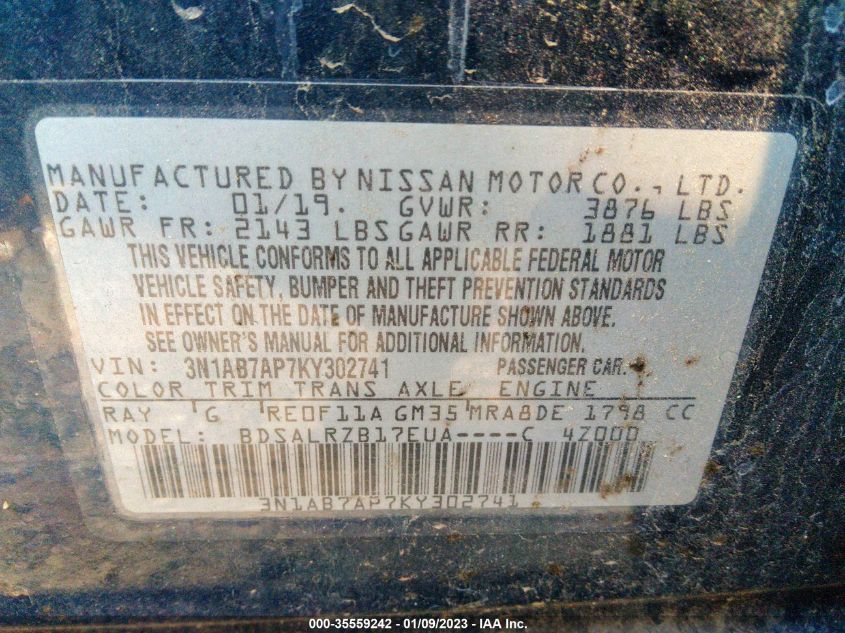 MANUFACTURED BY NISSAN MOTOR CO., LTD.
DATE: 01/19. GVWR: 3876 LBS
GAWR FR: 2143 LBS GAWR RR: 1881 LBS
THIS VEHICLE CONFORMS TO ALL APPLICABLE FEDERAL MOTOR
VEHICLE SAFETY, BUMPER AND THEFT PREVENTION STANDARDS
IN EFFECT ON THE DATE OF MANUFACTURE SHOWN ABOVE.
SEE OWNER'S MANUAL FOR ADDITIONAL INFORMATION.
VIN: 3N1AB7AP7KY302741 PASSENGER CAR
COLOR TRIM TRANS AXLE ENGINE
RAY G RE0F11A GM35 MRA8DE 1798 CC
MODEL: BDSALRZB17EUA----C 4Z000
3N1AB7AP7KY302741
000-35559242 - 01/09/2023 - IAA Inc.